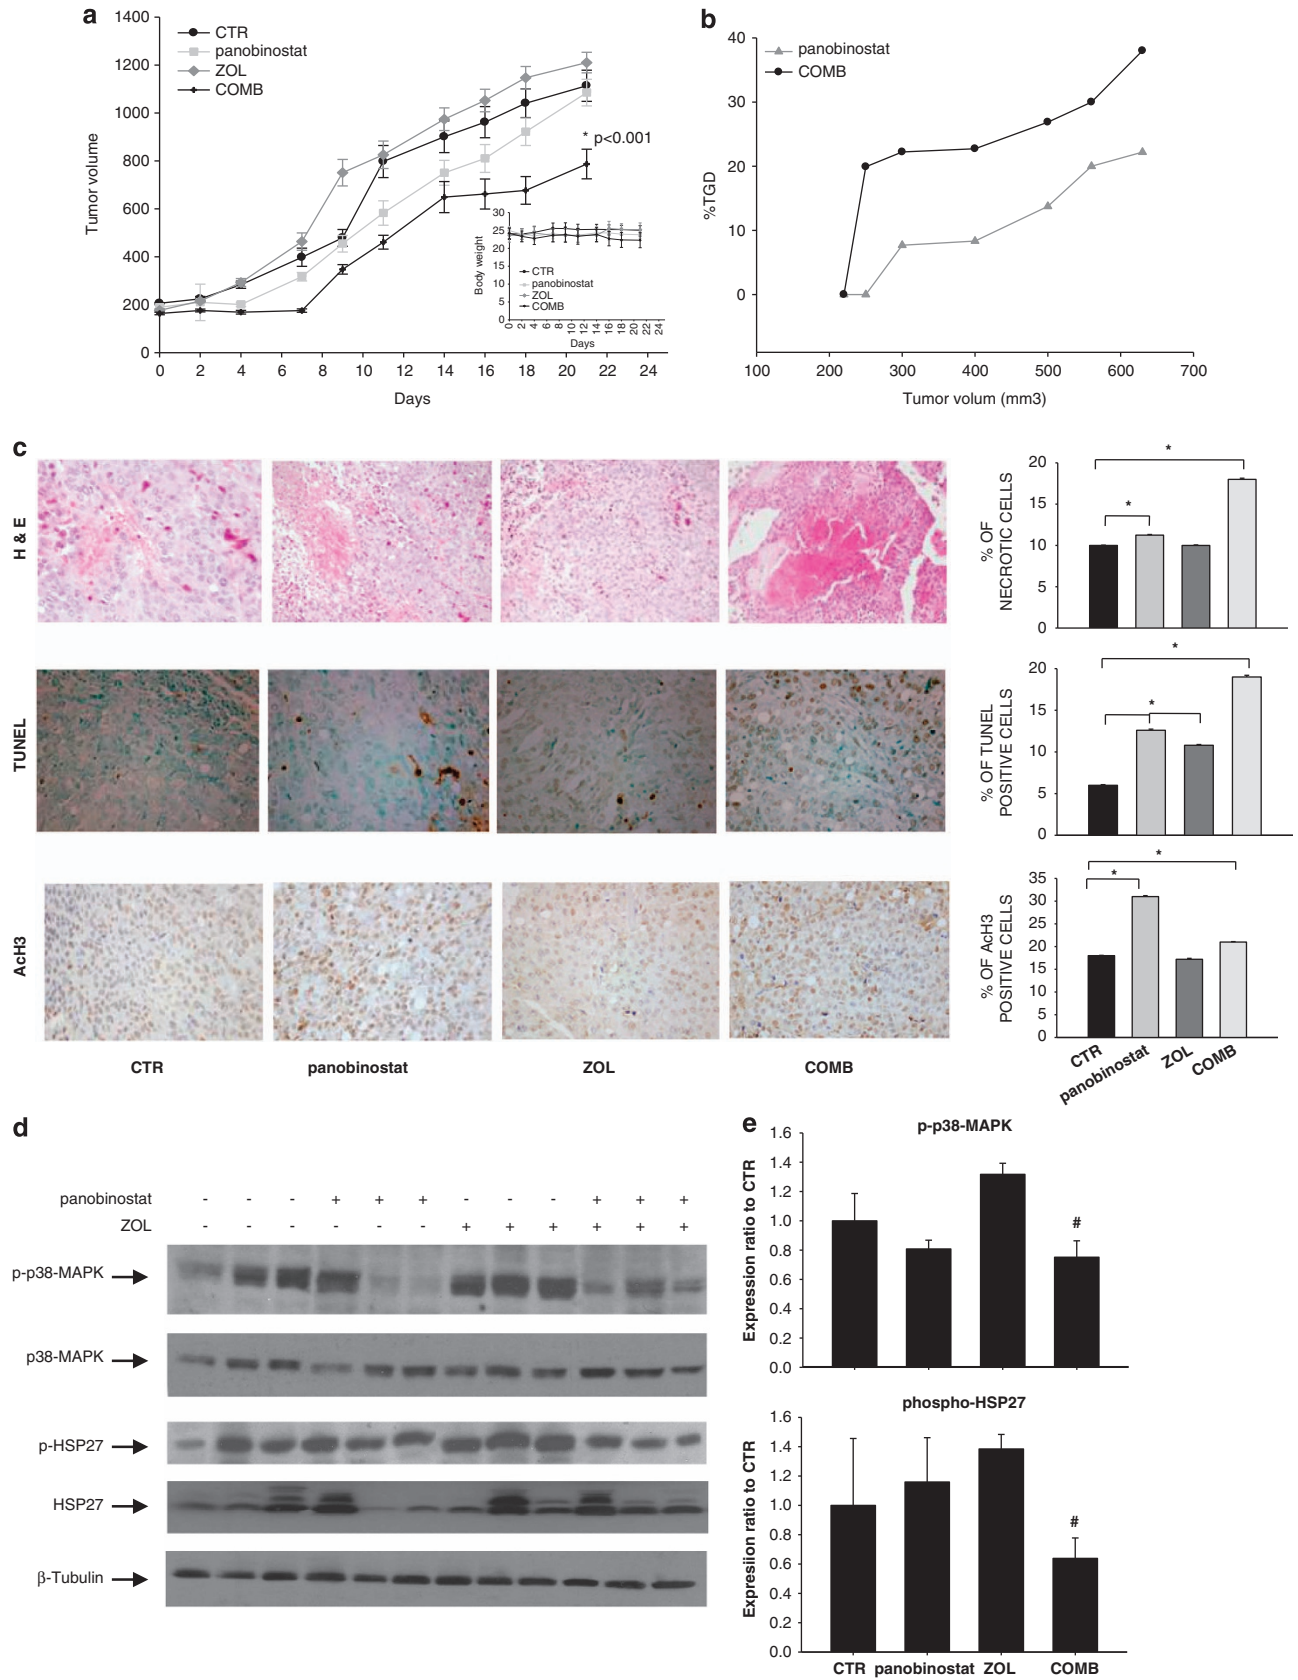 a
1400
1200
1000
800
600
400
200
0
Tumor volume
CTR
panobinostat
ZOL
COMB
* p<0.001
0 2 4 6 8 10 12 14 16 18 20 22 24
Days
30
25
20
15
10
5
0
Body weight
CTR
panobinostat
ZOL
COMB
0 2 4 6 8 10 12 14 16 18 20 22 24
Days
b
40
30
20
10
0
%TGD
panobinostat
COMB
100 200 300 400 500 600 700
Tumor volum (mm3)
c
H & E
TUNEL
AcH3
CTR panobinostat ZOL COMB
20
15
10
5
0
% OF
NECROTIC CELLS
*
*
20
15
10
5
0
% OF TUNEL
POSITIVE CELLS
*
*
35
30
25
20
15
10
5
0
% OF AcH3
POSITIVE CELLS
*
*
CTR
panobinostat
ZOL
COMB
d
panobinostat - - - + + + - - - + + +
ZOL - - - - - - + + + + + +
p-p38-MAPK
p38-MAPK
p-HSP27
HSP27
β-Tubulin
e
p-p38-MAPK
1.6
1.4
1.2
1.0
0.8
0.6
0.4
0.2
0.0
Expression ratio to CTR
#
phospho-HSP27
1.6
1.4
1.2
1.0
0.8
0.6
0.4
0.2
0.0
Expresiion ratio to CTR
#
CTR panobinostat ZOL COMB